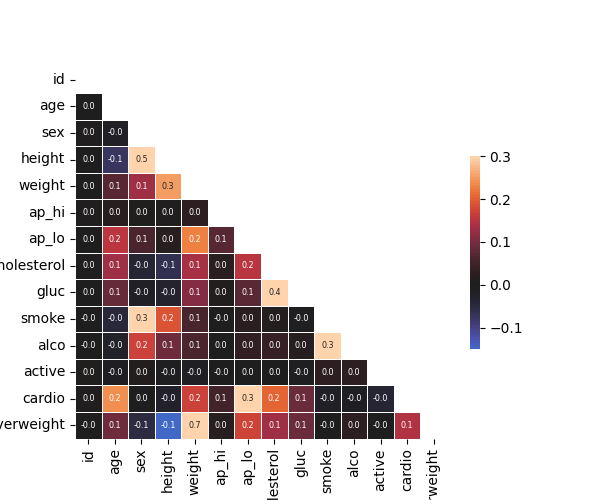 id
age 0.0
sex 0.0 -0.0
height 0.0 -0.1 0.5
weight 0.0 0.1 0.1 0.3
ap_hi 0.0 0.0 0.0 0.0 0.0
ap_lo 0.0 0.2 0.1 0.0 0.2 0.1
holesterol 0.0 0.1 -0.0 -0.1 0.1 0.0 0.2
gluc 0.0 0.1 -0.0 -0.0 0.1 0.0 0.1 0.4
smoke -0.0 -0.0 0.3 0.2 0.1 -0.0 0.0 0.0 -0.0
alco -0.0 -0.0 0.2 0.1 0.1 0.0 0.0 0.0 0.0 0.3
active 0.0 -0.0 0.0 -0.0 -0.0 -0.0 0.0 0.0 -0.0 0.0 0.0
cardio 0.0 0.2 0.0 -0.0 0.2 0.1 0.3 0.2 0.1 -0.0 -0.0 -0.0
verweight -0.0 0.1 -0.1 -0.1 0.7 0.0 0.2 0.1 0.1 -0.0 0.0 -0.0 0.1
id age sex height weight ap_hi ap_lo lesterol gluc smoke alco active cardio rweight
0.3
0.2
0.1
0.0
−0.1